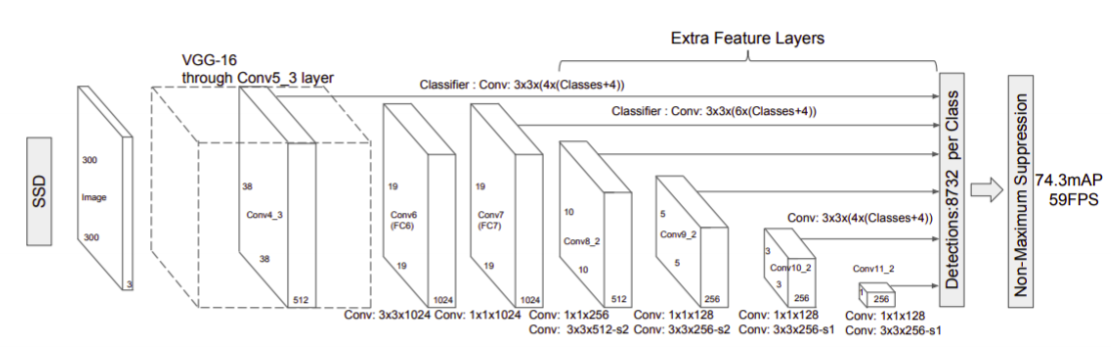 Extra Feature Layers
VGG-16
through Conv5_3 layer
Classifier : Conv: 3x3x(4x(Classes+4))
Classifier : Conv: 3x3x(6x(Classes+4))
SSD
300
Image
300
3
38
Conv4_3
38
512
19
Conv6
(FC6)
19
1024
19
Conv7
(FC7)
19
1024
10
Conv8_2
10
512
5
Conv9_2
5
256
Conv: 3x3x(4x(Classes+4))
3
Conv10_2
3
256
Conv11_2
1
256
Conv: 3x3x1024
Conv: 1x1x1024
Conv: 1x1x256
Conv: 3x3x512-s2
Conv: 1x1x128
Conv: 3x3x256-s2
Conv: 1x1x128
Conv: 3x3x256-s1
Conv: 1x1x128
Conv: 3x3x256-s1
Detections:8732 per Class
Non-Maximum Suppression
74.3mAP
59FPS